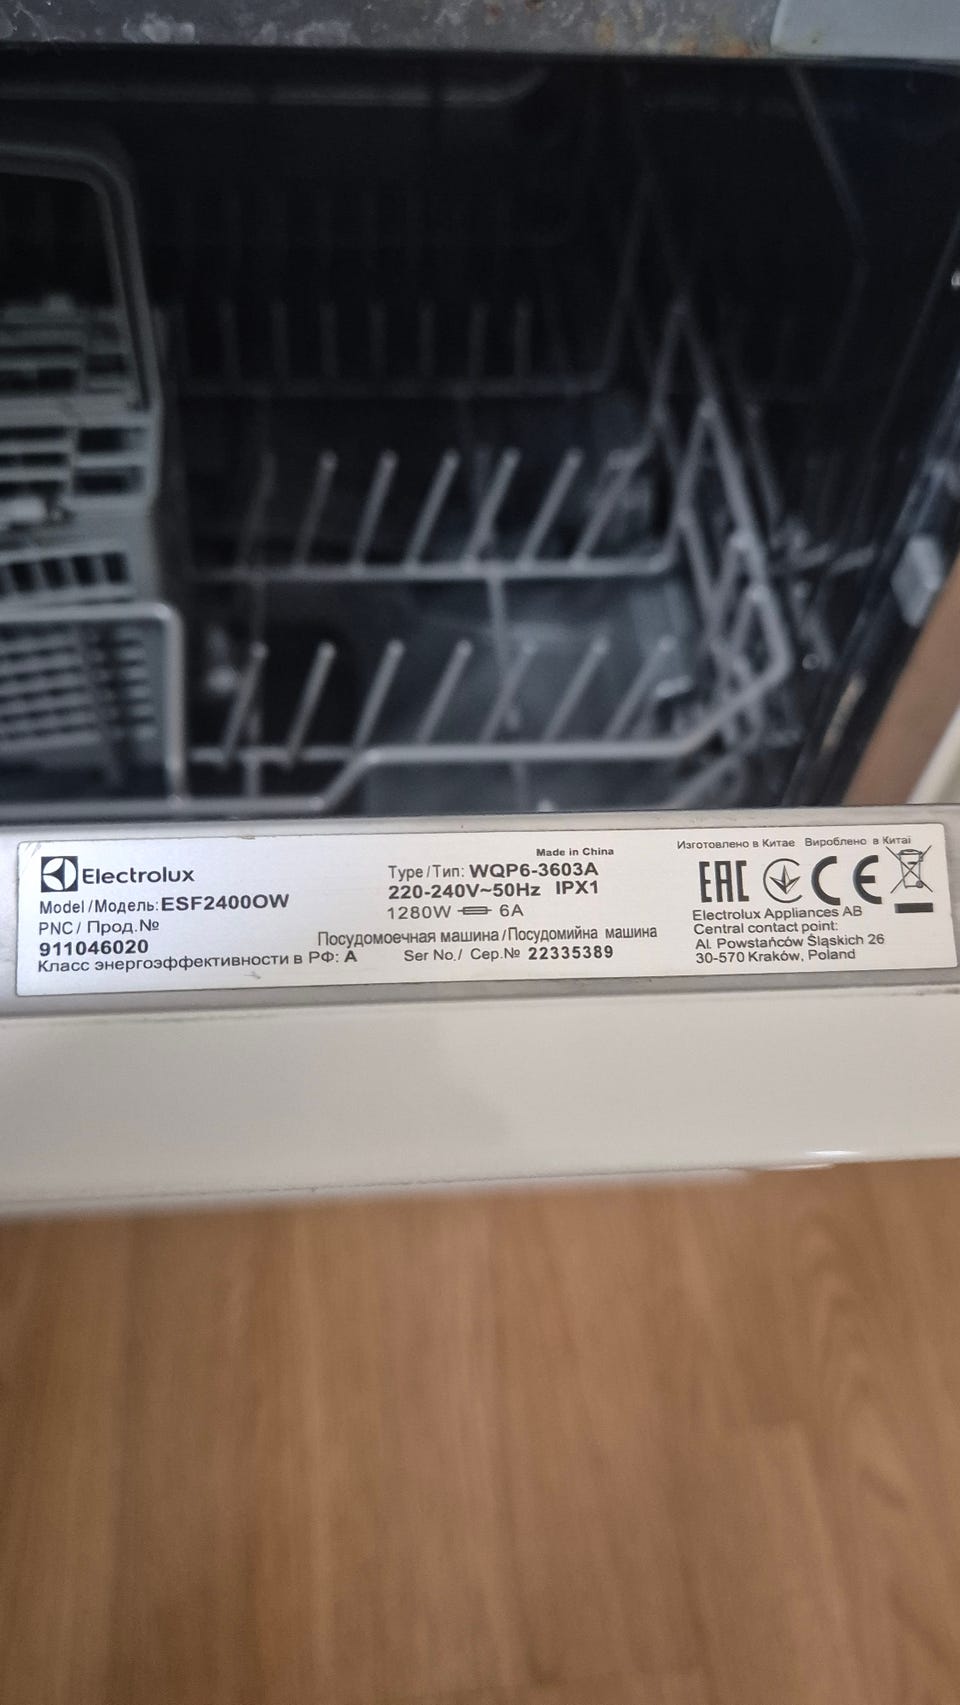 Electrolux
Model/Модель:ESF2400OW
PNC/ Прод.№
911046020
Класс энергоэффективности в РФ: A
Made in China
Type/Тип: WQP6-3603A
220-240V~50Hz IPX1
1280W 6A
Посудомоечная машина/Посудомийна машина
Ser No./ Сер.№ 22335389
Изготовлено в Китае Вироблено в Китаї
EAC CE
Electrolux Appliances AB
Central contact point:
Al. Powstańców Śląskich 26
30-570 Kraków, Poland